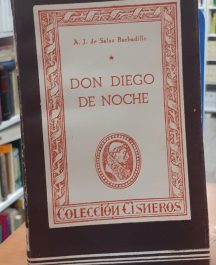 A. J. de Salas Barbadillo
DON DIEGO
DE NOCHE
COLECCIÓN CISNEROS